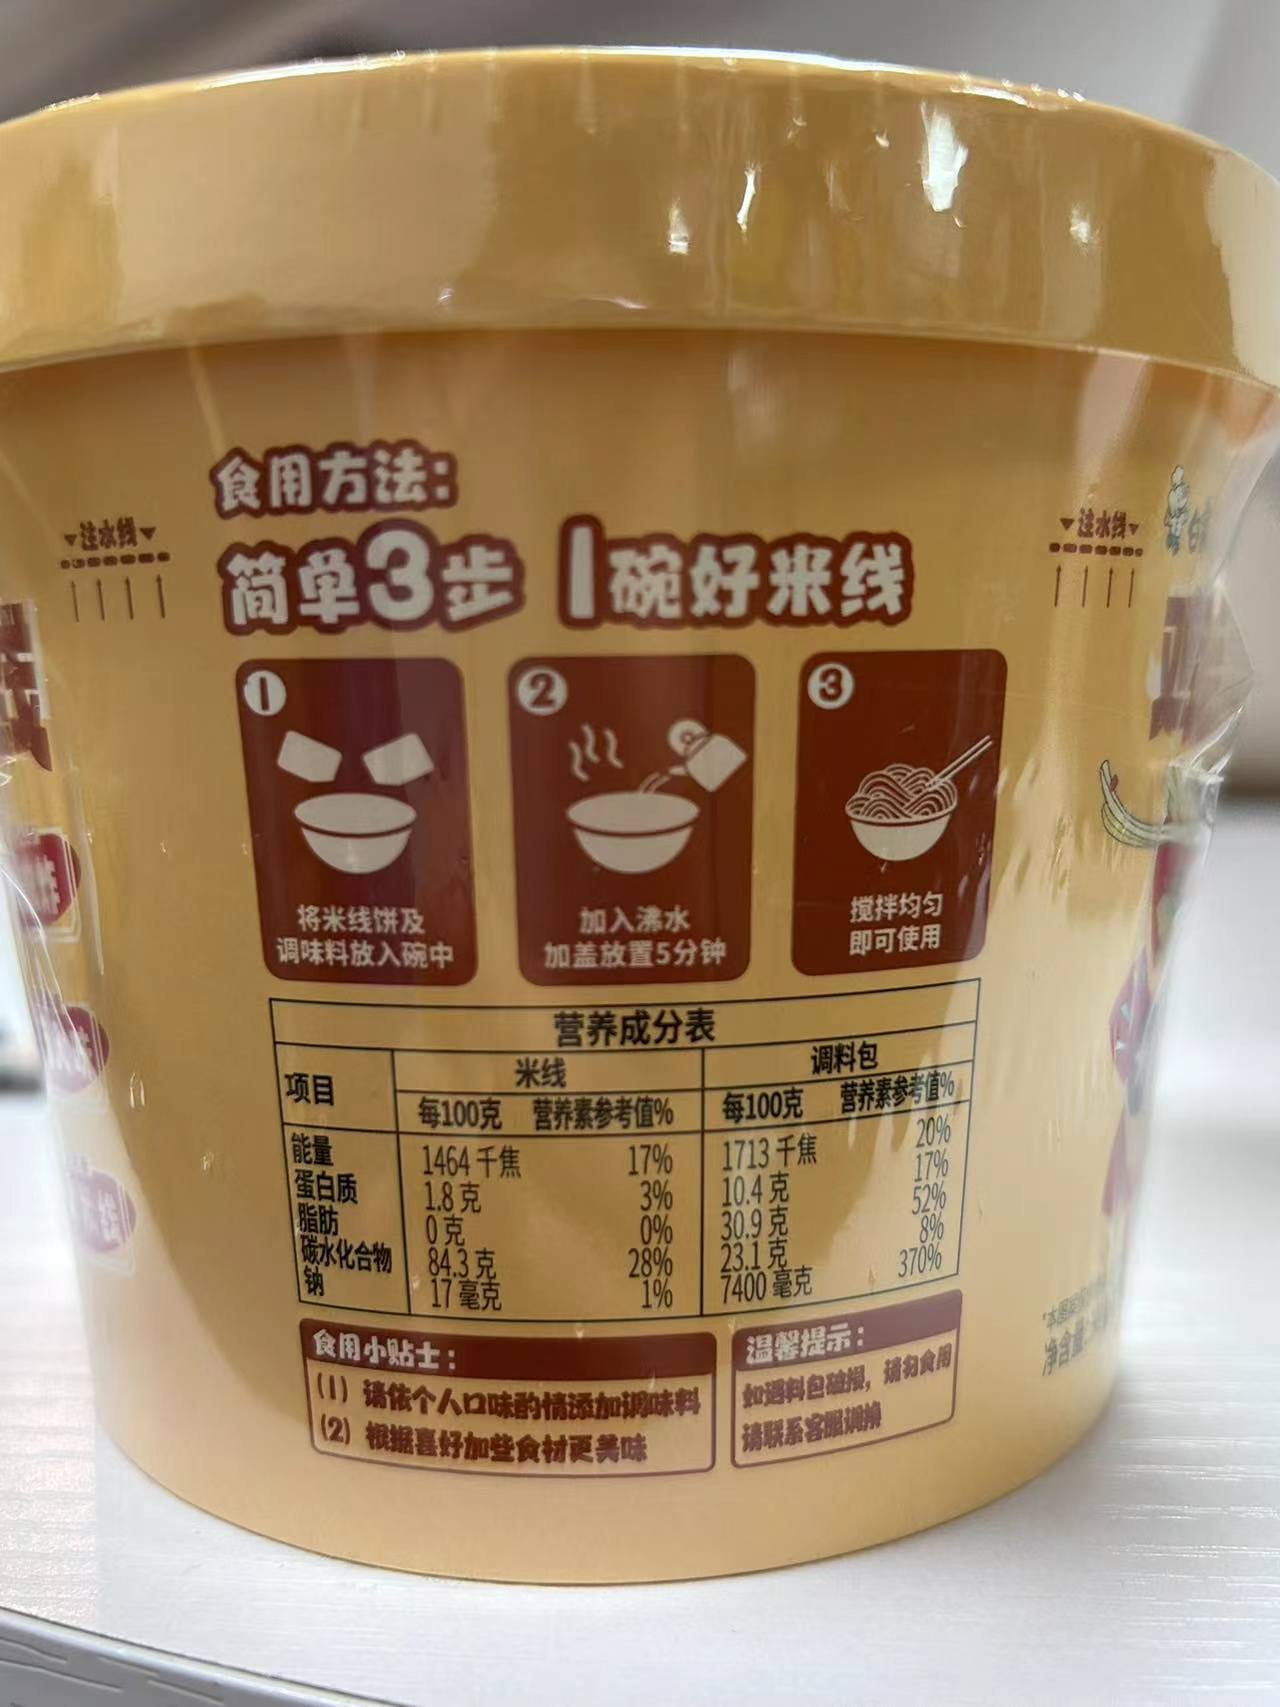 食用方法：
简单3步 1碗好米线
▼注水线▼
▼注水线▼
1
将米线饼及
调味料放入碗中
2
加入沸水
加盖放置5分钟
3
搅拌均匀
即可使用
营养成分表
项目 米线 调料包
每100克 营养素参考值% 每100克 营养素参考值%
能量 1464 千焦 17% 1713 千焦 20%
蛋白质 1.8 克 3% 10.4 克 17%
脂肪 0 克 0% 30.9 克 52%
碳水化合物 84.3 克 28% 23.1 克 8%
钠 17 毫克 1% 7400 毫克 370%
食用小贴士：
(1) 请依个人口味酌情添加调味料
(2) 根据喜好加些食材更美味
温馨提示：
如遇料包破损，请勿食用
请联系客服调换
净含量